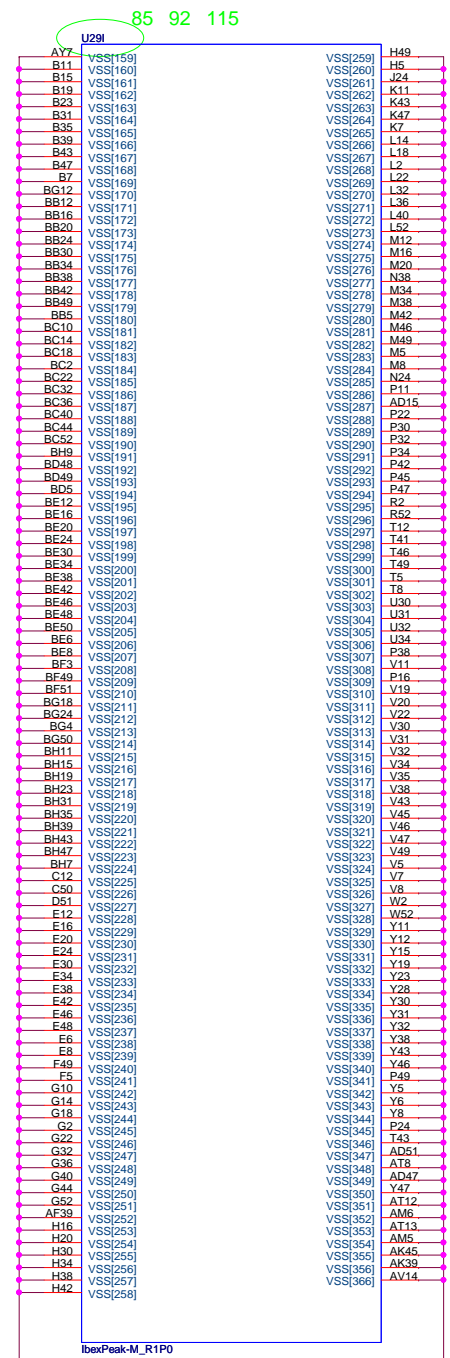 85 92 115
U29I
AY7 VSS[159] VSS[259] H49
B11 VSS[160] VSS[260] H5
B15 VSS[161] VSS[261] J24
B19 VSS[162] VSS[262] K11
B23 VSS[163] VSS[263] K43
B31 VSS[164] VSS[264] K47
B35 VSS[165] VSS[265] K7
B39 VSS[166] VSS[266] L14
B43 VSS[167] VSS[267] L18
B47 VSS[168] VSS[268] L2
B7 VSS[169] VSS[269] L22
BG12 VSS[170] VSS[270] L32
BB12 VSS[171] VSS[271] L36
BB16 VSS[172] VSS[272] L40
BB20 VSS[173] VSS[273] L52
BB24 VSS[174] VSS[274] M12
BB30 VSS[175] VSS[275] M16
BB34 VSS[176] VSS[276] M20
BB38 VSS[177] VSS[277] N38
BB42 VSS[178] VSS[278] M34
BB49 VSS[179] VSS[279] M38
BB5 VSS[180] VSS[280] M42
BC10 VSS[181] VSS[281] M46
BC14 VSS[182] VSS[282] M49
BC18 VSS[183] VSS[283] M5
BC2 VSS[184] VSS[284] M8
BC22 VSS[185] VSS[285] N24
BC32 VSS[186] VSS[286] P11
BC36 VSS[187] VSS[287] AD15
BC40 VSS[188] VSS[288] P22
BC44 VSS[189] VSS[289] P30
BC52 VSS[190] VSS[290] P32
BH9 VSS[191] VSS[291] P34
BD48 VSS[192] VSS[292] P42
BD49 VSS[193] VSS[293] P45
BD5 VSS[194] VSS[294] P47
BE12 VSS[195] VSS[295] R2
BE16 VSS[196] VSS[296] R52
BE20 VSS[197] VSS[297] T12
BE24 VSS[198] VSS[298] T41
BE30 VSS[199] VSS[299] T46
BE34 VSS[200] VSS[300] T49
BE38 VSS[201] VSS[301] T5
BE42 VSS[202] VSS[302] T8
BE46 VSS[203] VSS[303] U30
BE48 VSS[204] VSS[304] U31
BE50 VSS[205] VSS[305] U32
BE6 VSS[206] VSS[306] U34
BE8 VSS[207] VSS[307] P38
BF3 VSS[208] VSS[308] V11
BF49 VSS[209] VSS[309] P16
BF51 VSS[210] VSS[310] V19
BG18 VSS[211] VSS[311] V20
BG24 VSS[212] VSS[312] V22
BG4 VSS[213] VSS[313] V30
BG50 VSS[214] VSS[314] V31
BH11 VSS[215] VSS[315] V32
BH15 VSS[216] VSS[316] V34
BH19 VSS[217] VSS[317] V35
BH23 VSS[218] VSS[318] V38
BH31 VSS[219] VSS[319] V43
BH35 VSS[220] VSS[320] V45
BH39 VSS[221] VSS[321] V46
BH43 VSS[222] VSS[322] V47
BH47 VSS[223] VSS[323] V49
BH7 VSS[224] VSS[324] V5
C12 VSS[225] VSS[325] V7
C50 VSS[226] VSS[326] V8
D51 VSS[227] VSS[327] W2
E12 VSS[228] VSS[328] W52
E16 VSS[229] VSS[329] Y11
E20 VSS[230] VSS[330] Y12
E24 VSS[231] VSS[331] Y15
E30 VSS[232] VSS[332] Y19
E34 VSS[233] VSS[333] Y23
E38 VSS[234] VSS[334] Y28
E42 VSS[235] VSS[335] Y30
E46 VSS[236] VSS[336] Y31
E48 VSS[237] VSS[337] Y32
E6 VSS[238] VSS[338] Y38
E8 VSS[239] VSS[339] Y43
F49 VSS[240] VSS[340] Y46
F5 VSS[241] VSS[341] P49
G10 VSS[242] VSS[342] Y5
G14 VSS[243] VSS[343] Y6
G18 VSS[244] VSS[344] Y8
G2 VSS[245] VSS[345] P24
G22 VSS[246] VSS[346] T43
G32 VSS[247] VSS[347] AD51
G36 VSS[248] VSS[348] AT8
G40 VSS[249] VSS[349] AD47
G44 VSS[250] VSS[350] Y47
G52 VSS[251] VSS[351] AT12
AF39 VSS[252] VSS[352] AM6
H16 VSS[253] VSS[353] AT13
H20 VSS[254] VSS[354] AM5
H30 VSS[255] VSS[355] AK45
H34 VSS[256] VSS[356] AK39
H38 VSS[257] VSS[366] AV14
H42 VSS[258]
IbexPeak-M_R1P0